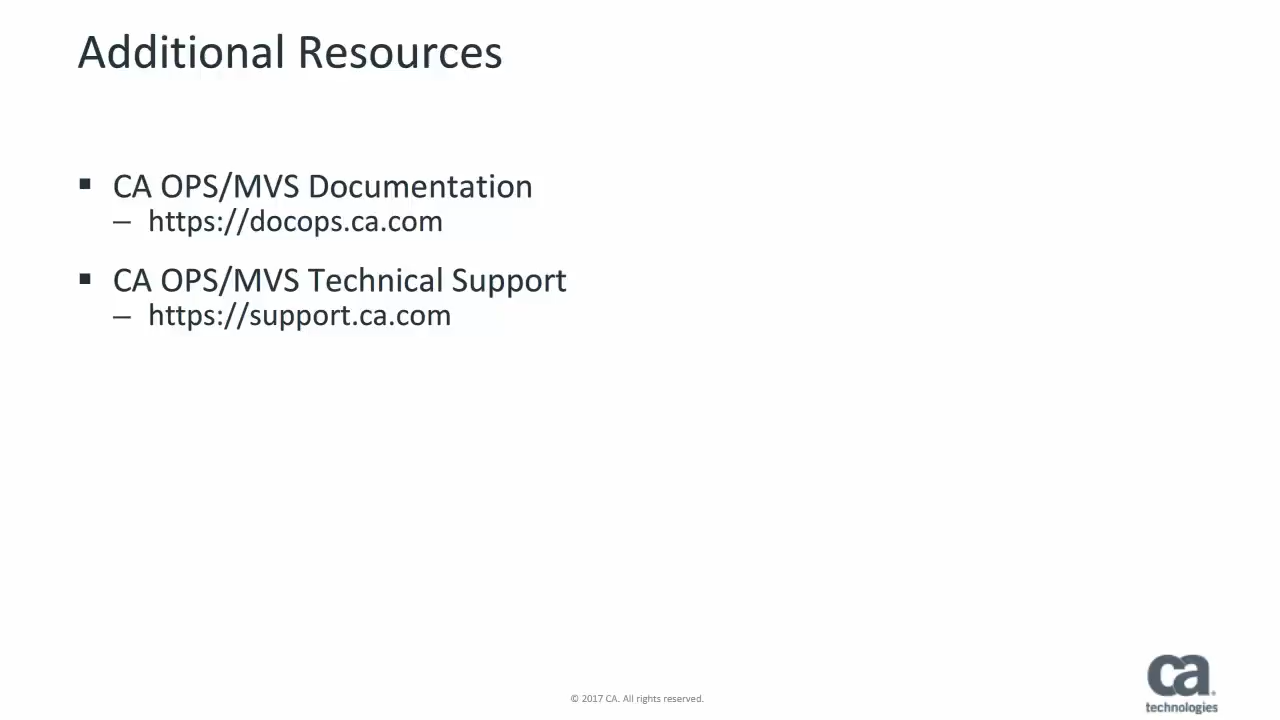 Additional Resources
▪ CA OPS/MVS Documentation
– https://docops.ca.com
▪ CA OPS/MVS Technical Support
– https://support.ca.com
© 2017 CA. All rights reserved.
ca
technologies